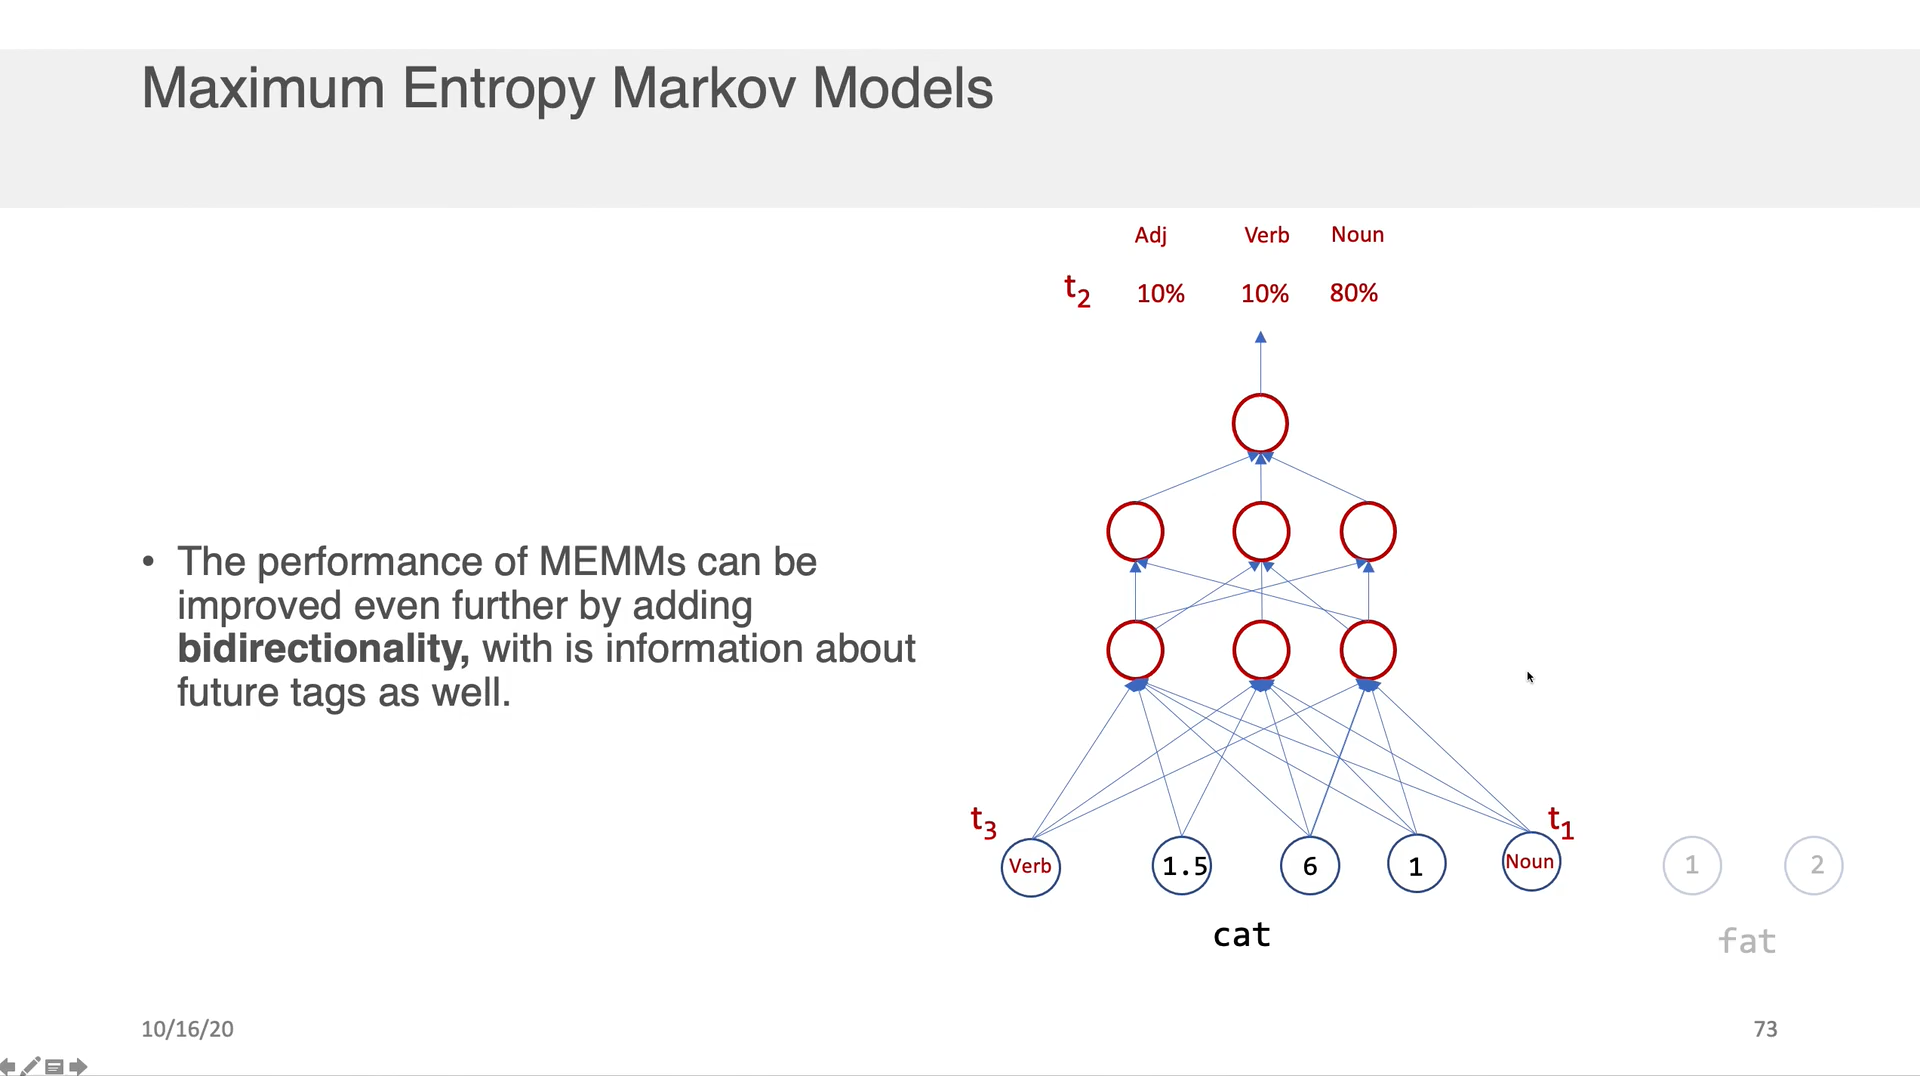 Maximum Entropy Markov Models
Adj Verb Noun
t2 10% 10% 80%
• The performance of MEMMs can be
improved even further by adding
bidirectionality, with is information about
future tags as well.
t3 t1
Verb 1.5 6 1 Noun 1 2
cat fat
10/16/20 73